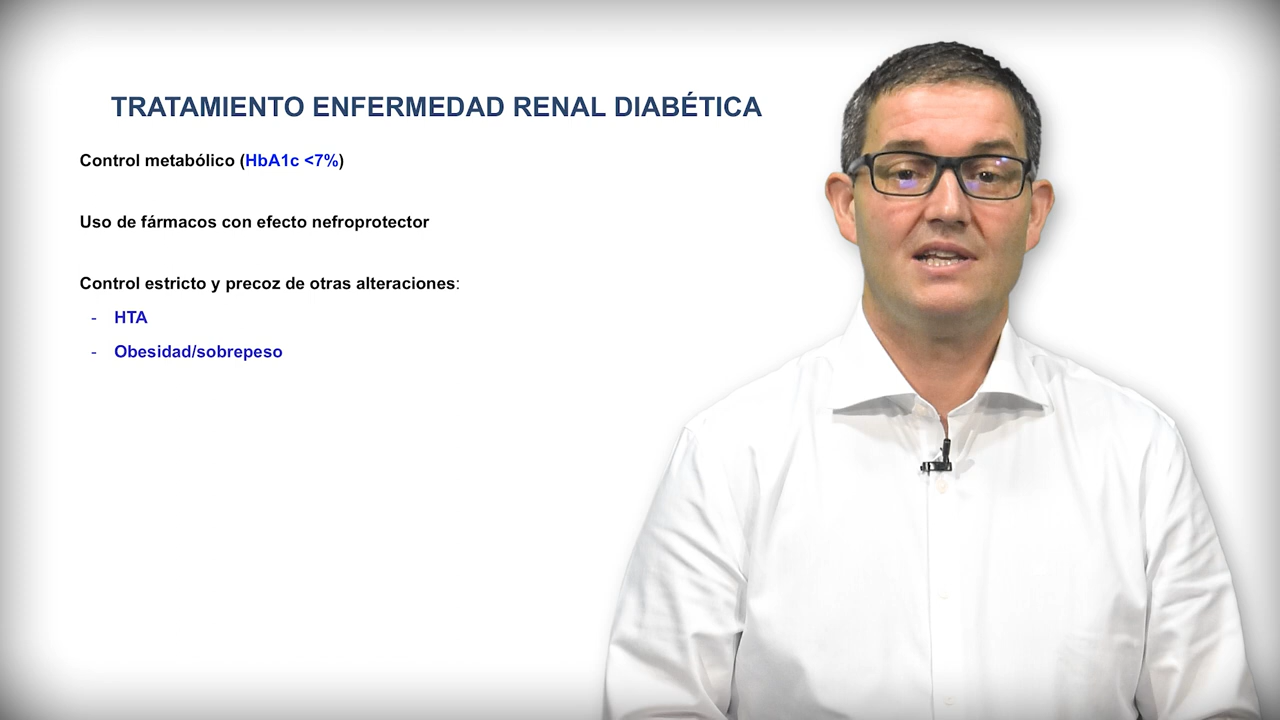 TRATAMIENTO ENFERMEDAD RENAL DIABÉTICA
Control metabólico (HbA1c <7%)
Uso de fármacos con efecto nefroprotector
Control estricto y precoz de otras alteraciones:
- HTA
- Obesidad/sobrepeso